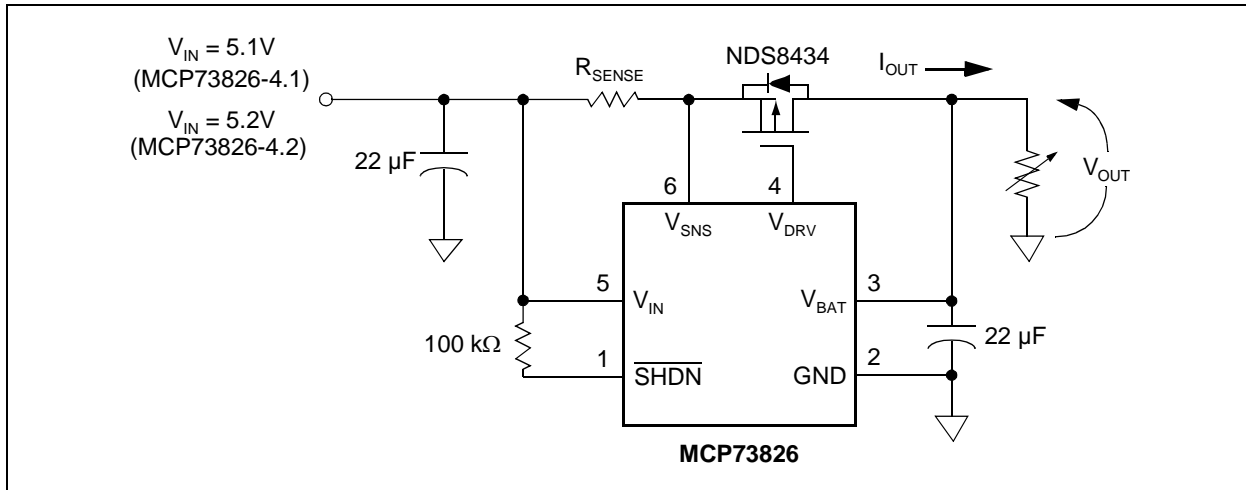 V_IN = 5.1V
(MCP73826-4.1)
V_IN = 5.2V
(MCP73826-4.2)
R_SENSE
NDS8434
I_OUT
22 µF
6
4
V_OUT
V_SNS
V_DRV
5
V_IN
V_BAT
3
100 kΩ
22 µF
1
SHDN
GND
2
MCP73826